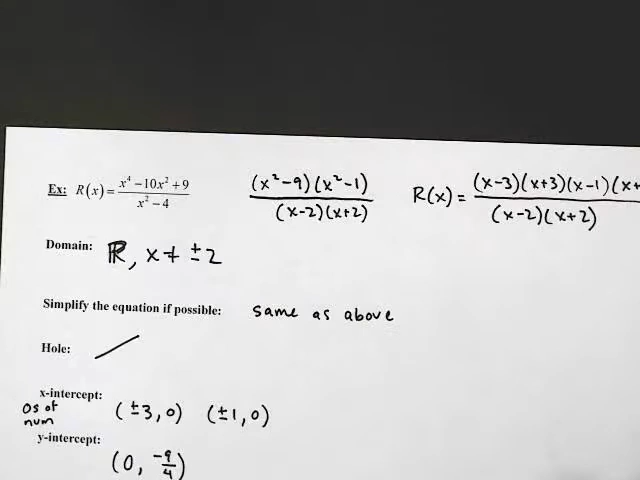 Ex: R(x) = (x⁴ − 10x² + 9)/(x² − 4)   (x² − 9)(x² − 1)/((x−2)(x+2))   R(x) = (x−3)(x+3)(x−1)(x+/((x−2)(x+2))
Domain: ℝ, x ≠ ±2
Simplify the equation if possible: same as above
Hole: /
x-intercept: (±3, 0) (±1, 0)
0s of
num
y-intercept: (0, −9/4)